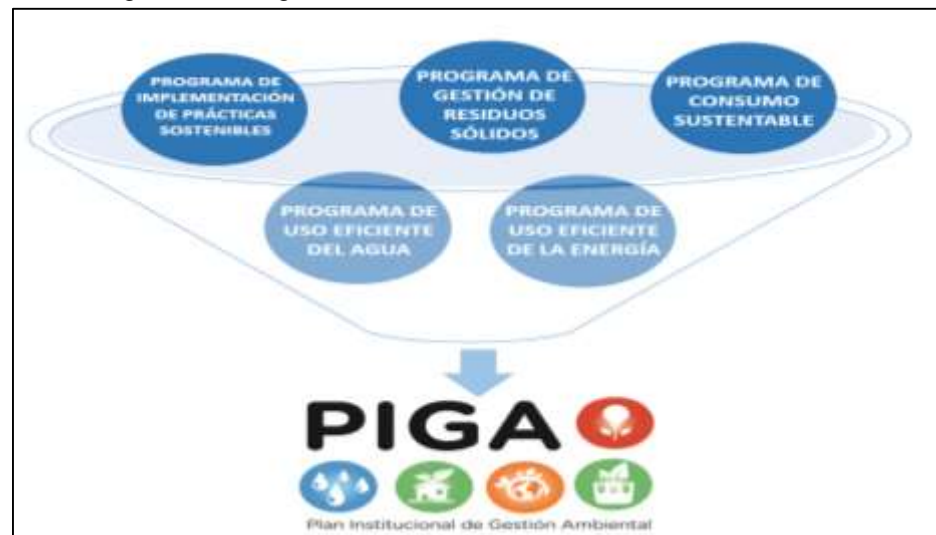 PROGRAMA DE
IMPLEMENTACIÓN
DE PRÁCTICAS
SOSTENIBLES
PROGRAMA DE
GESTIÓN DE
RESIDUOS
SÓLIDOS
PROGRAMA DE
CONSUMO
SUSTENTABLE
PROGRAMA DE
USO EFICIENTE
DEL AGUA
PROGRAMA DE
USO EFICIENTE
DE LA ENERGÍA
PIGA
Plan Institucional de Gestión Ambiental